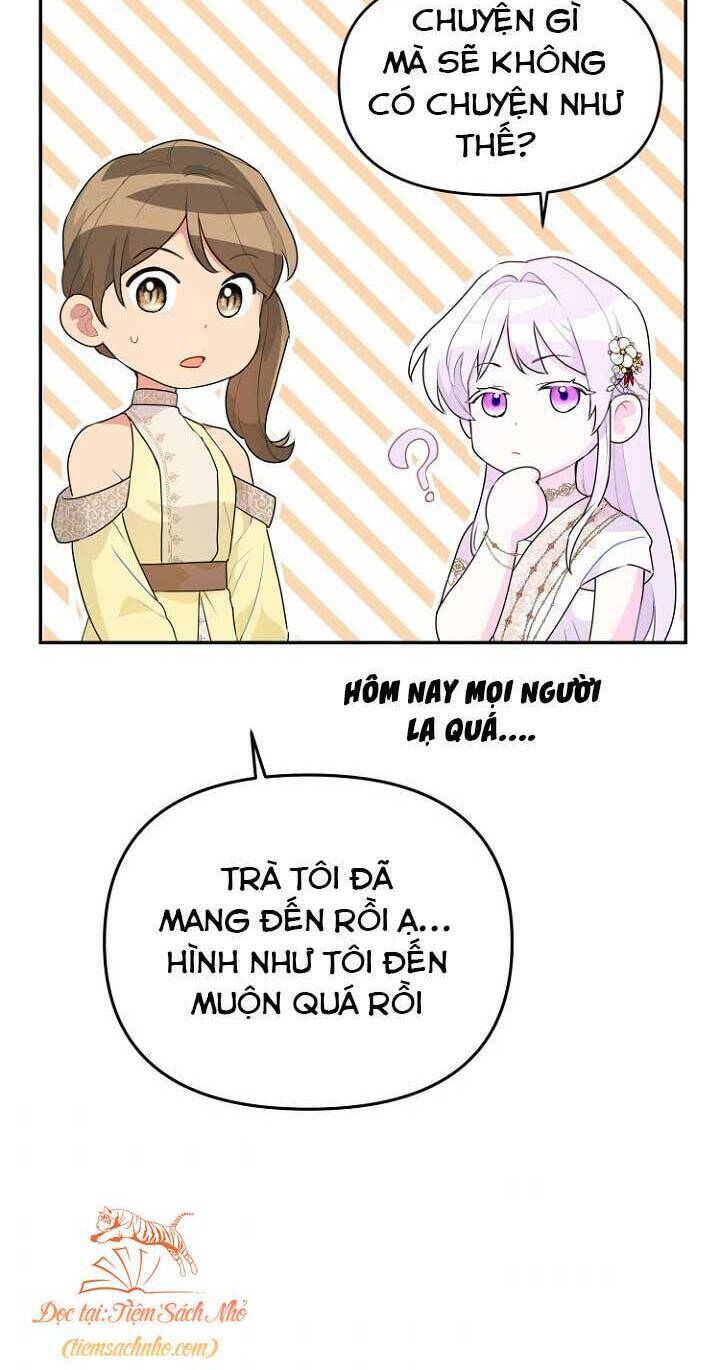 CHUYỆN GÌ
MÀ SẼ KHÔNG
CÓ CHUYỆN NHƯ
THẾ?
?
HÔM NAY MỌI NGƯỜI
LẠ QUÁ....
TRÀ TÔI ĐÃ
MANG ĐẾN RỒI Ạ...
HÌNH NHƯ TÔI ĐẾN
MUỘN QUÁ RỒI
Đọc tại: Tiệm Sách Nhỏ
tiemsachnho.com